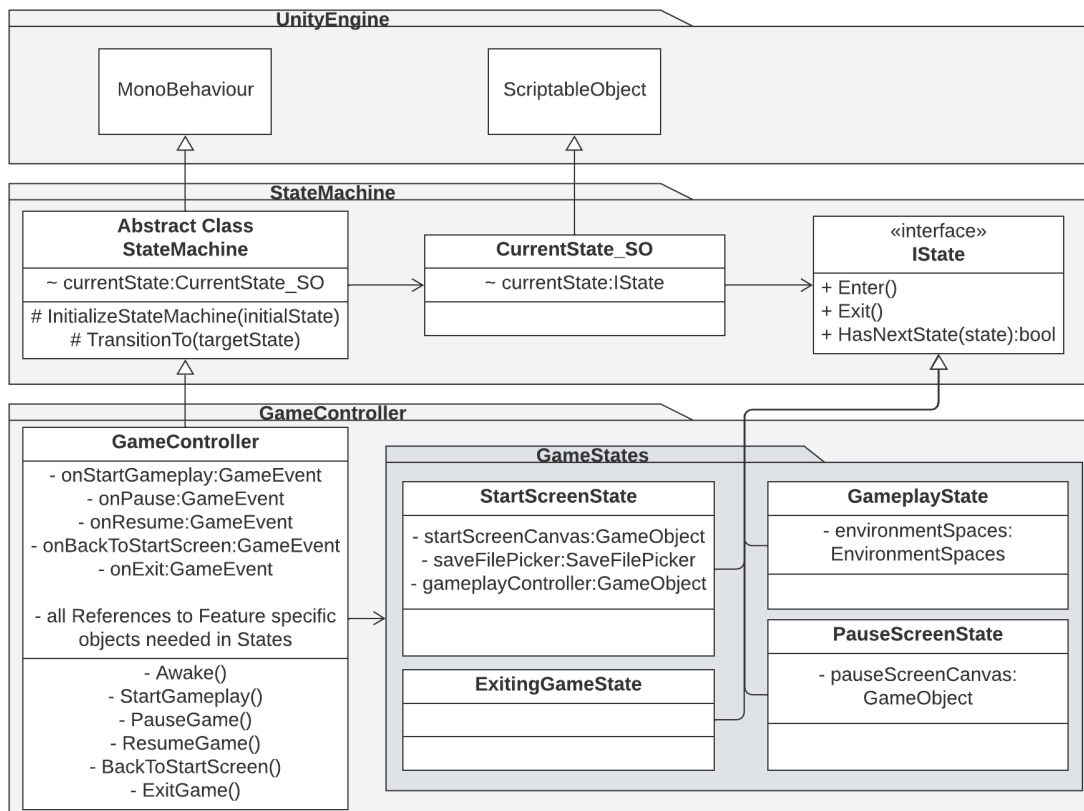 UnityEngine
MonoBehaviour
ScriptableObject
StateMachine
Abstract Class
StateMachine
~ currentState:CurrentState_SO
# InitializeStateMachine(initialState)
# TransitionTo(targetState)
CurrentState_SO
~ currentState:IState
«interface»
IState
+ Enter()
+ Exit()
+ HasNextState(state):bool
GameController
GameController
- onStartGameplay:GameEvent
- onPause:GameEvent
- onResume:GameEvent
- onBackToStartScreen:GameEvent
- onExit:GameEvent
- all References to Feature specific
objects needed in States
- Awake()
- StartGameplay()
- PauseGame()
- ResumeGame()
- BackToStartScreen()
- ExitGame()
GameStates
StartScreenState
- startScreenCanvas:GameObject
- saveFilePicker:SaveFilePicker
- gameplayController:GameObject
GameplayState
- environmentSpaces:
EnvironmentSpaces
ExitingGameState
PauseScreenState
- pauseScreenCanvas:
GameObject